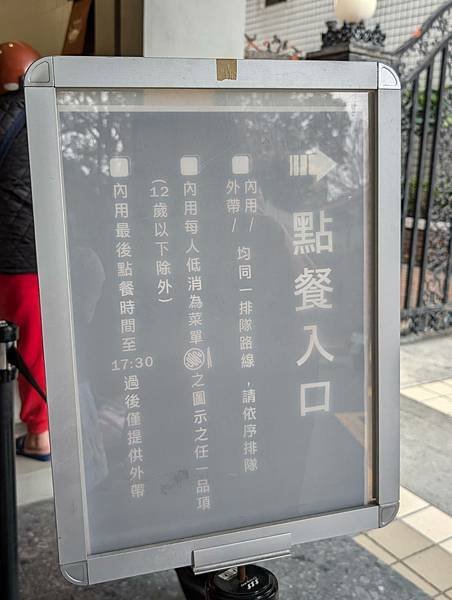 點餐入口
內用/
外帶/
均同一排隊路線,請依序排隊
內用每人低消為菜單 之圖示之任一品項
(12歲以下除外)
內用最後點餐時間至17:30過後僅提供外帶